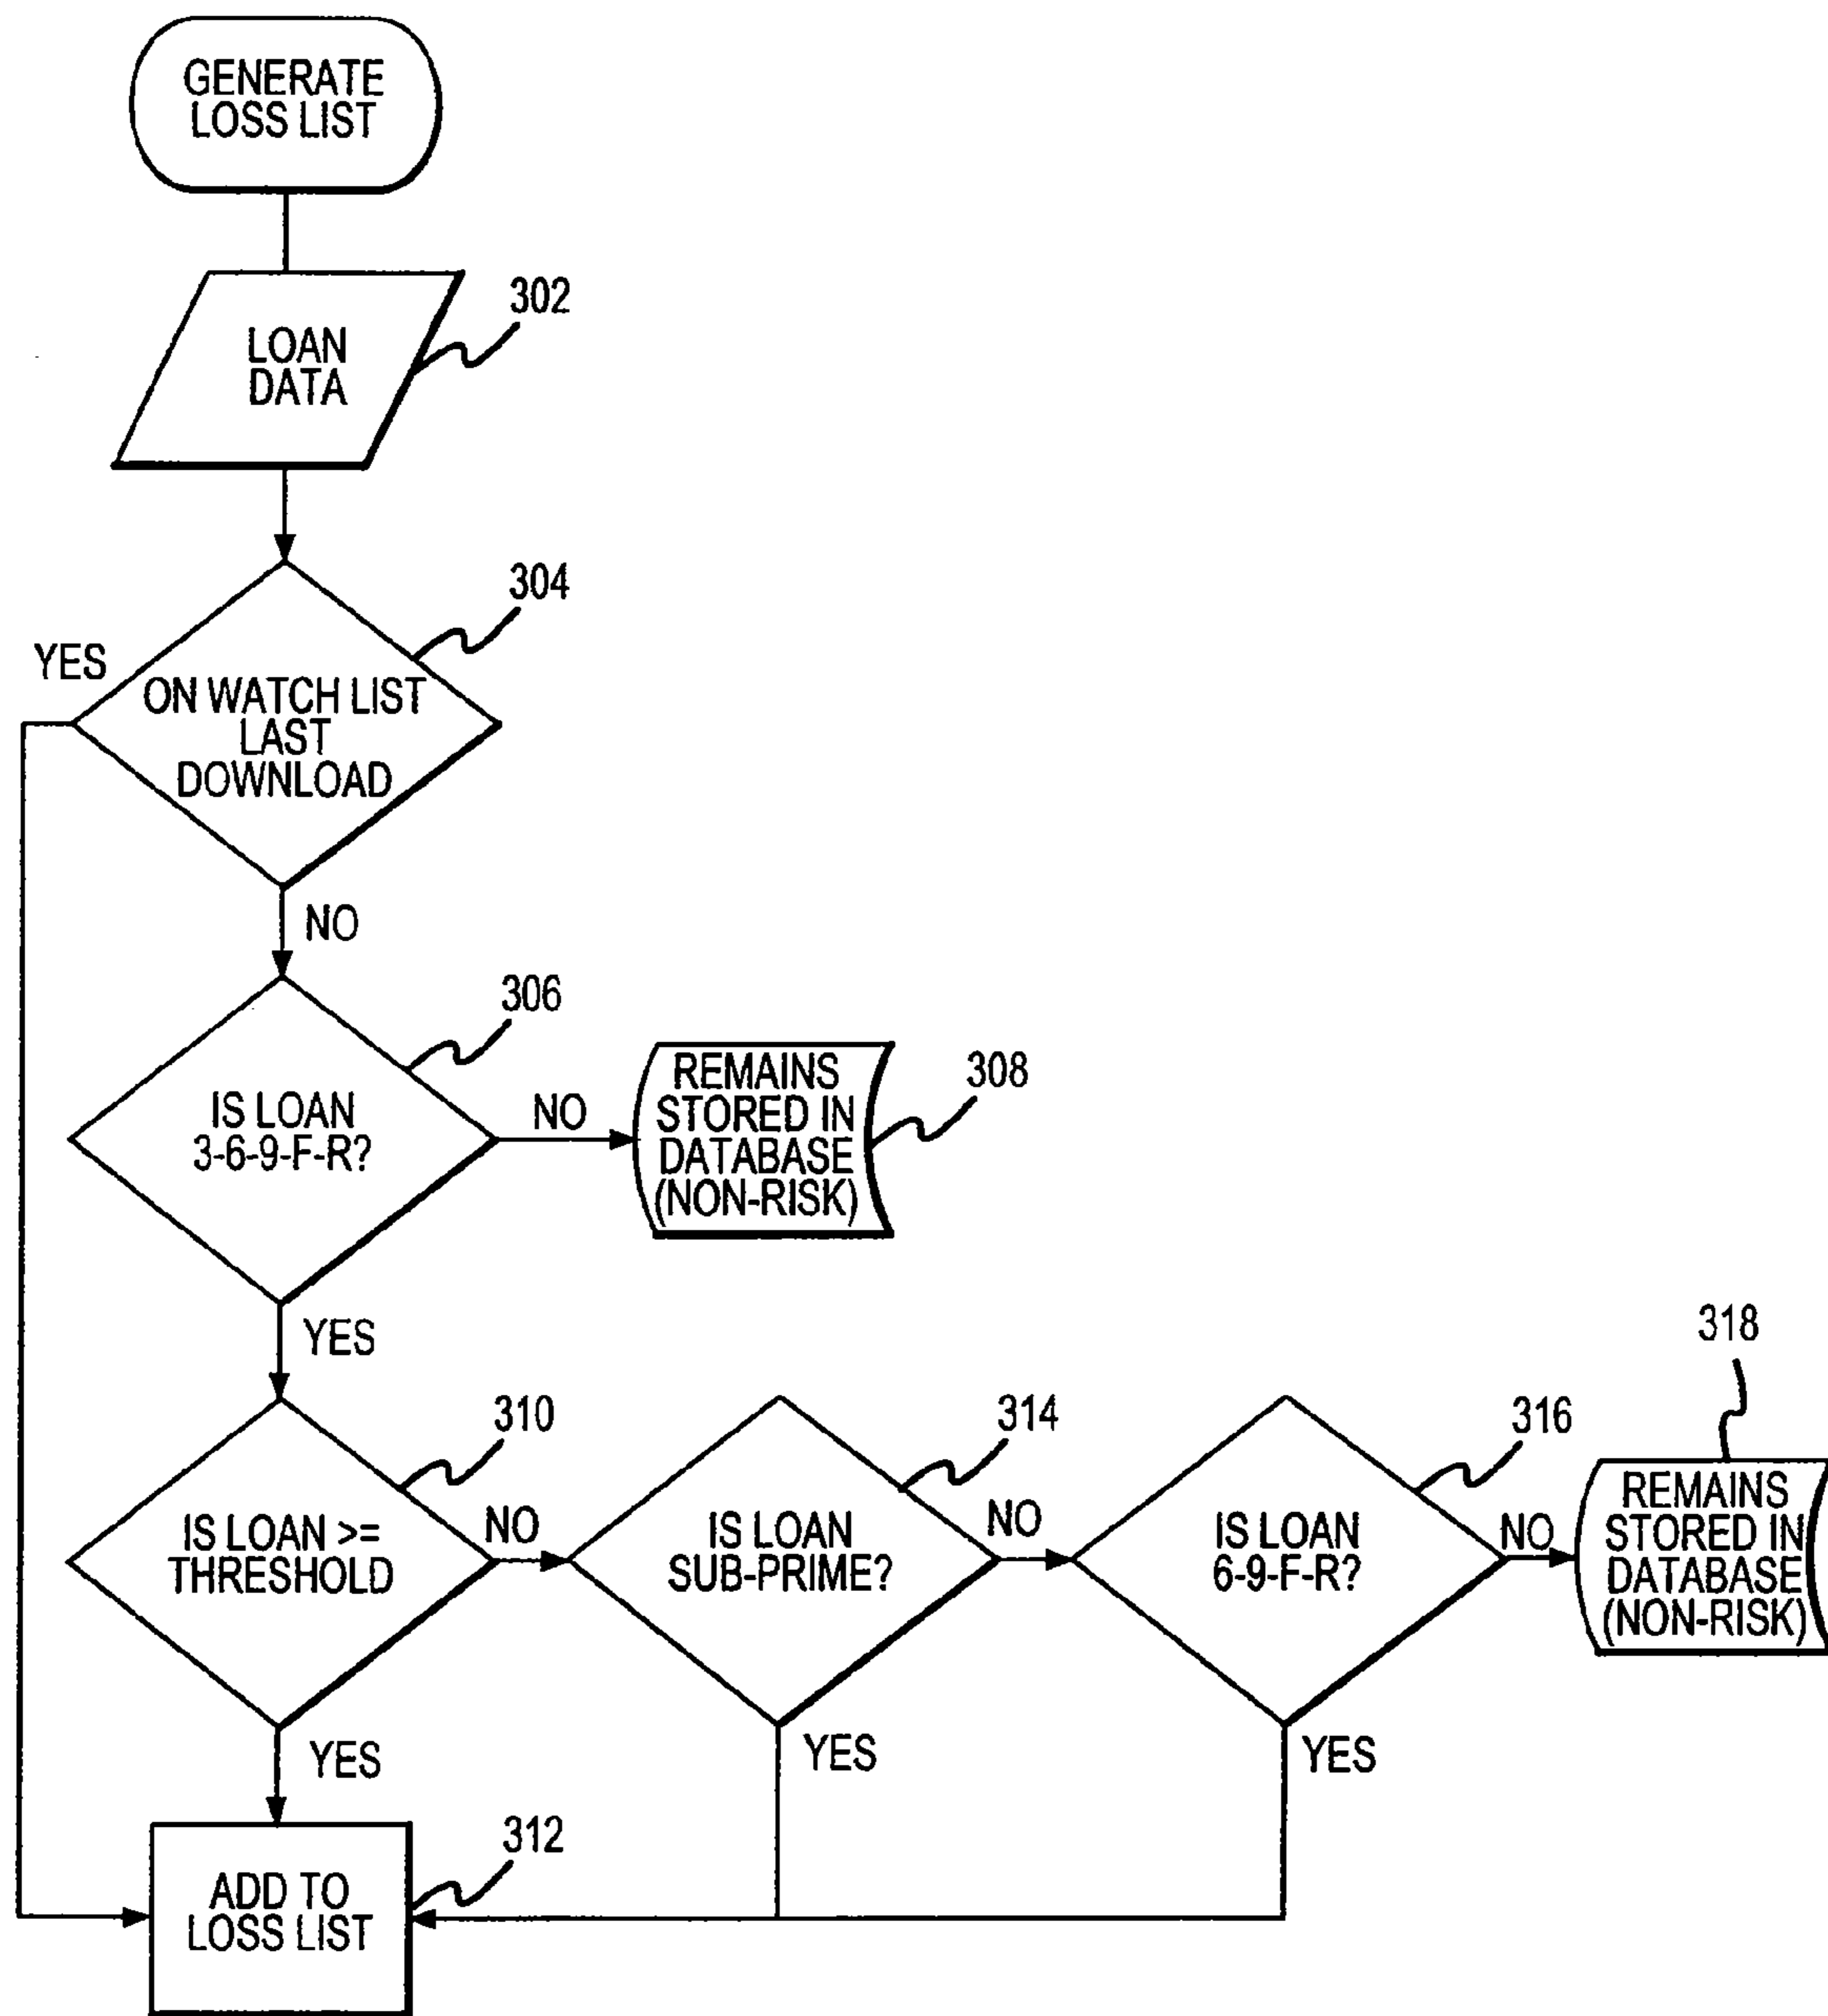 GENERATE
LOSS LIST
LOAN
DATA
302
304
YES
ON WATCH LIST
LAST
DOWNLOAD
NO
306
IS LOAN
3-6-9-F-R?
NO
REMAINS
STORED IN
DATABASE
(NON-RISK)
308
YES
310
IS LOAN >=
THRESHOLD
NO
314
IS LOAN
SUB-PRIME?
NO
316
IS LOAN
6-9-F-R?
NO
318
REMAINS
STORED IN
DATABASE
(NON-RISK)
YES
YES
YES
312
ADD TO
LOSS LIST